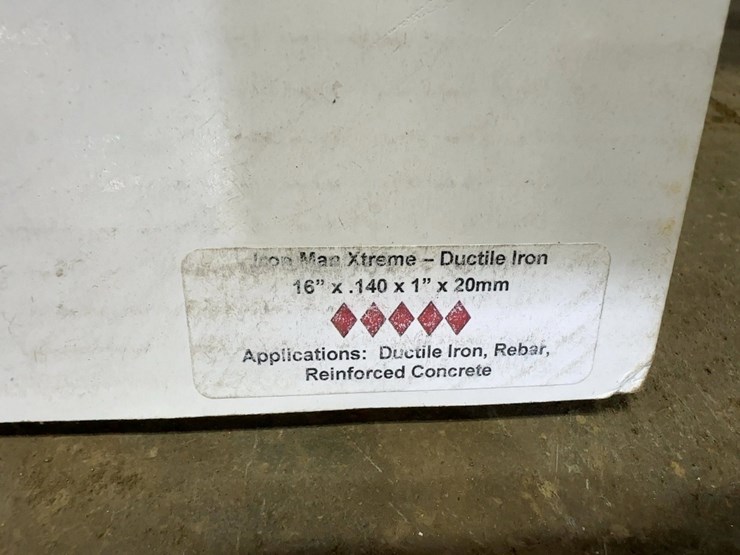 Iron Man Xtreme – Ductile Iron
16” x .140 x 1” x 20mm
Applications: Ductile Iron, Rebar,
Reinforced Concrete